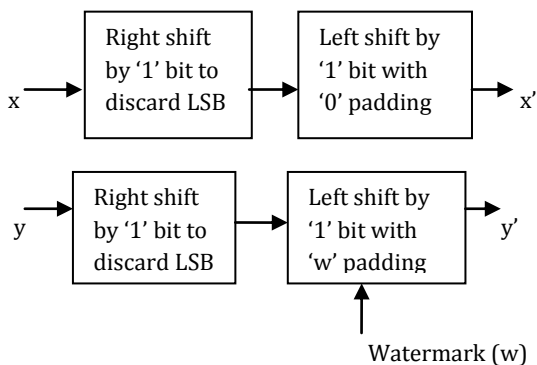 Right shift
by ‘1’ bit to
discard LSB
Left shift by
‘1’ bit with
‘0’ padding
x
x’
Right shift
by ‘1’ bit to
discard LSB
Left shift by
‘1’ bit with
‘w’ padding
y
y’
Watermark (w)